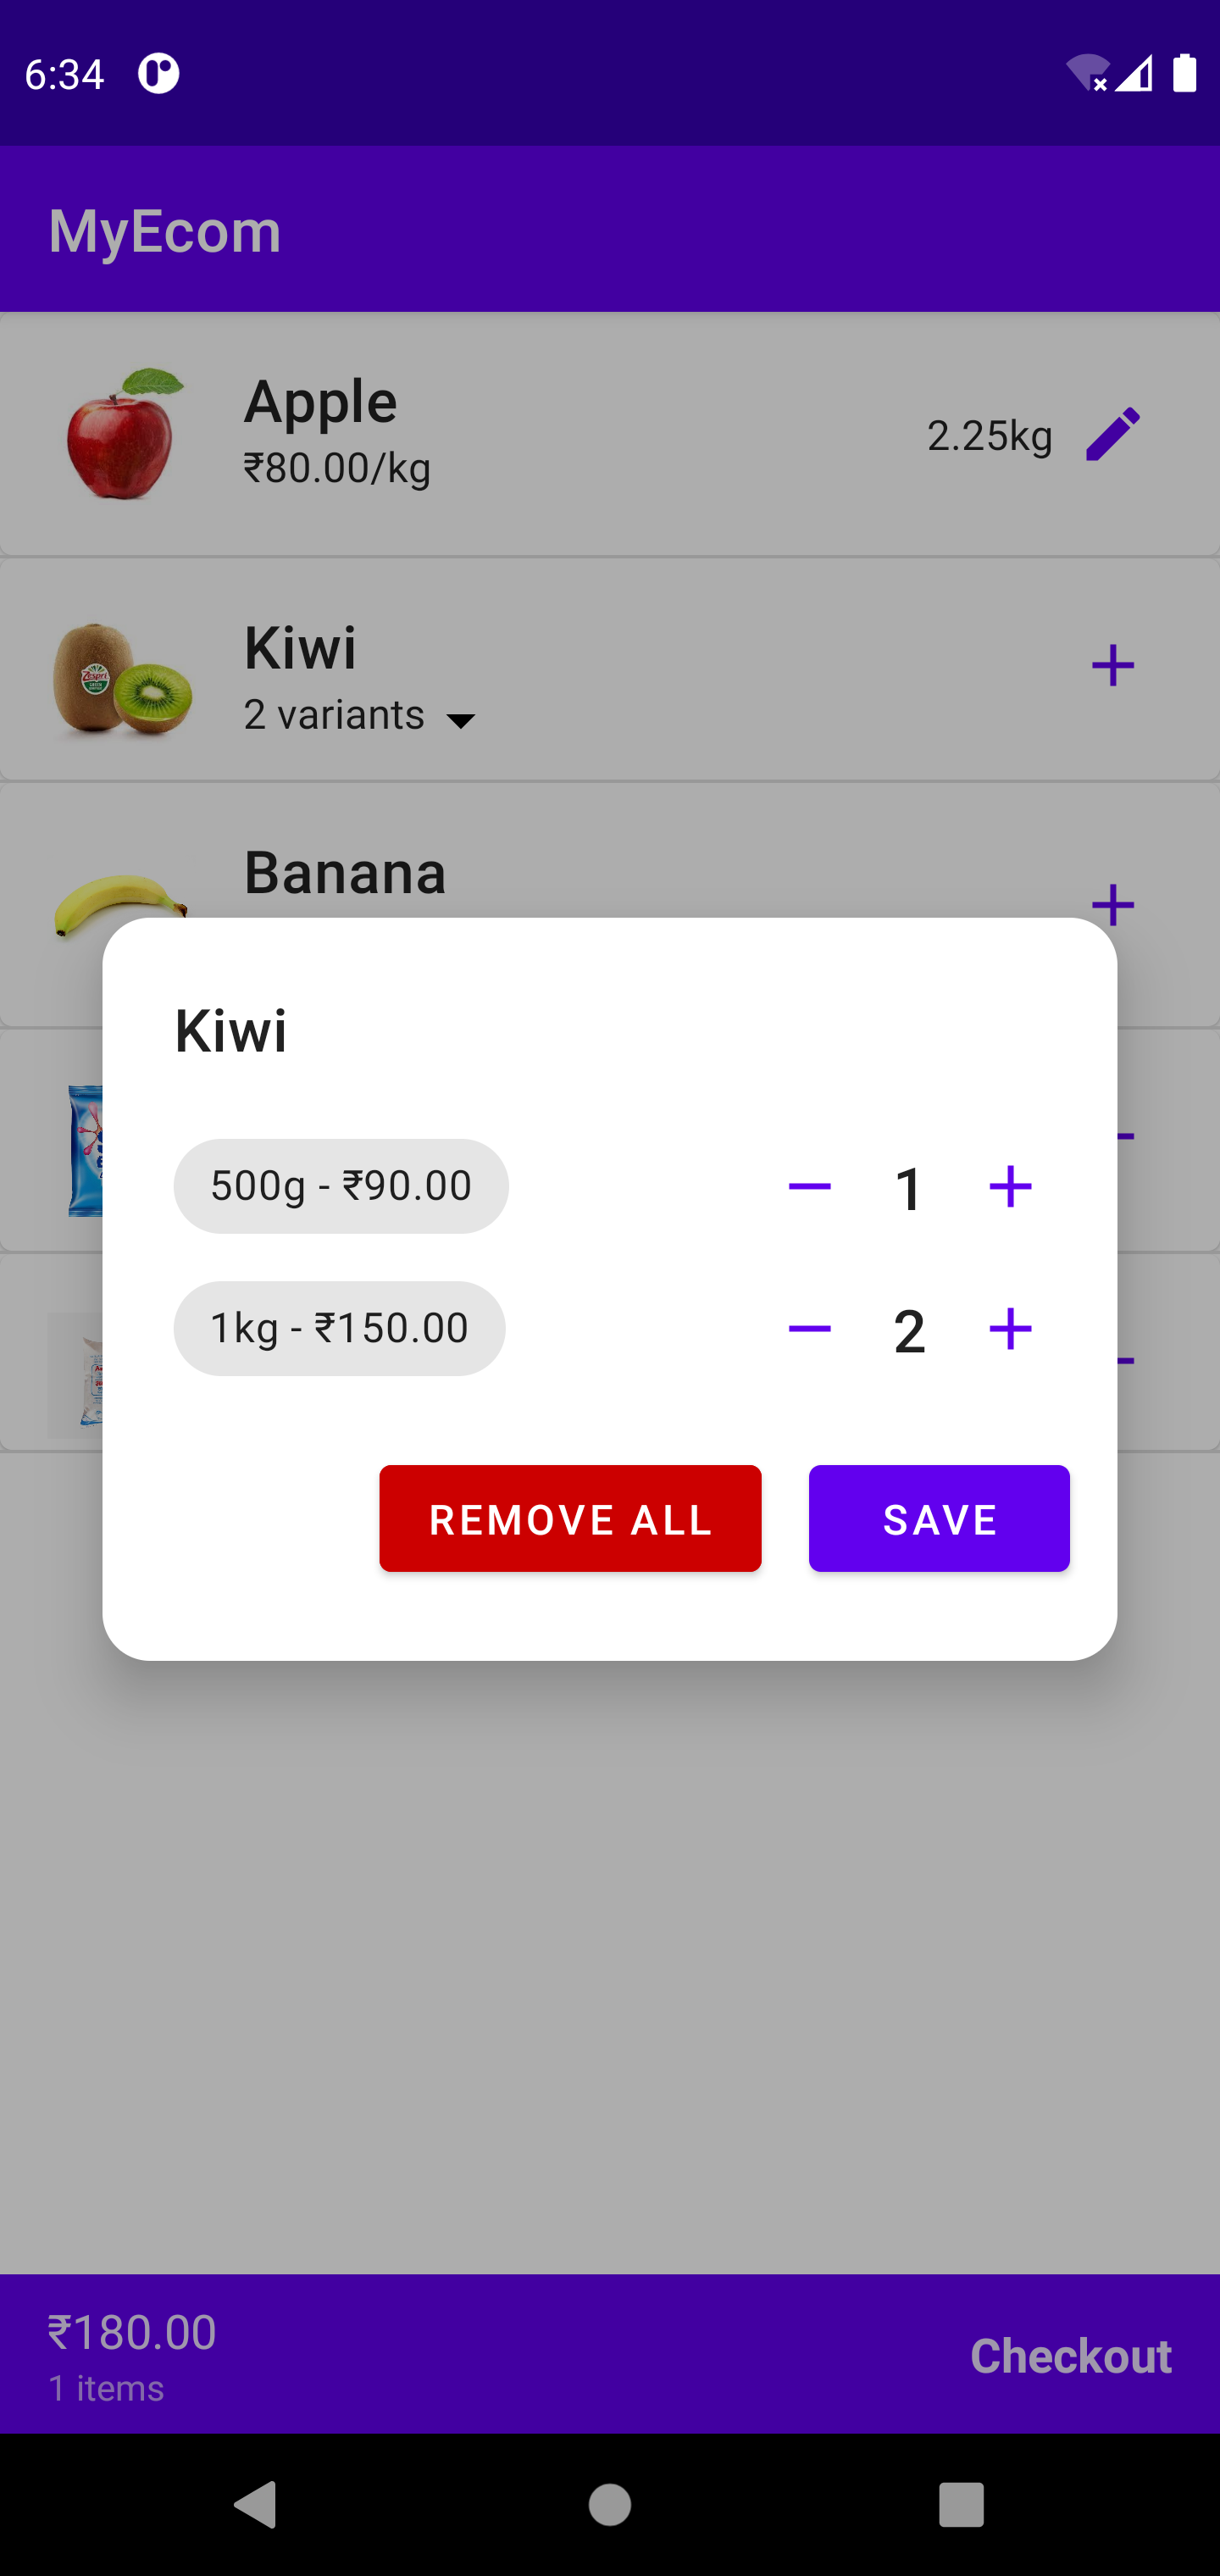 6:34
MyEcom
Apple
₹80.00/kg
2.25kg
Kiwi
2 variants
Zespri
Banana
Kiwi
500g - ₹90.00
1
1kg - ₹150.00
2
REMOVE ALL
SAVE
₹180.00
1 items
Checkout